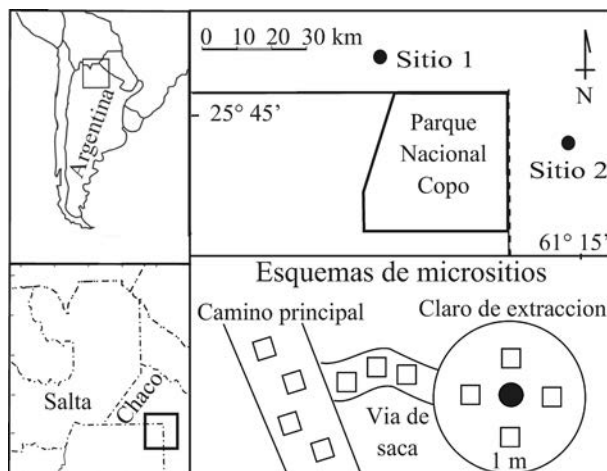 Argentina
0 10 20 30 km
Sitio 1
N
25° 45'
Parque
Nacional
Copo
Sitio 2
61° 15'
Salta
Chaco
Esquemas de micrositios
Camino principal
Claro de extraccion
Via de
saca
1 m